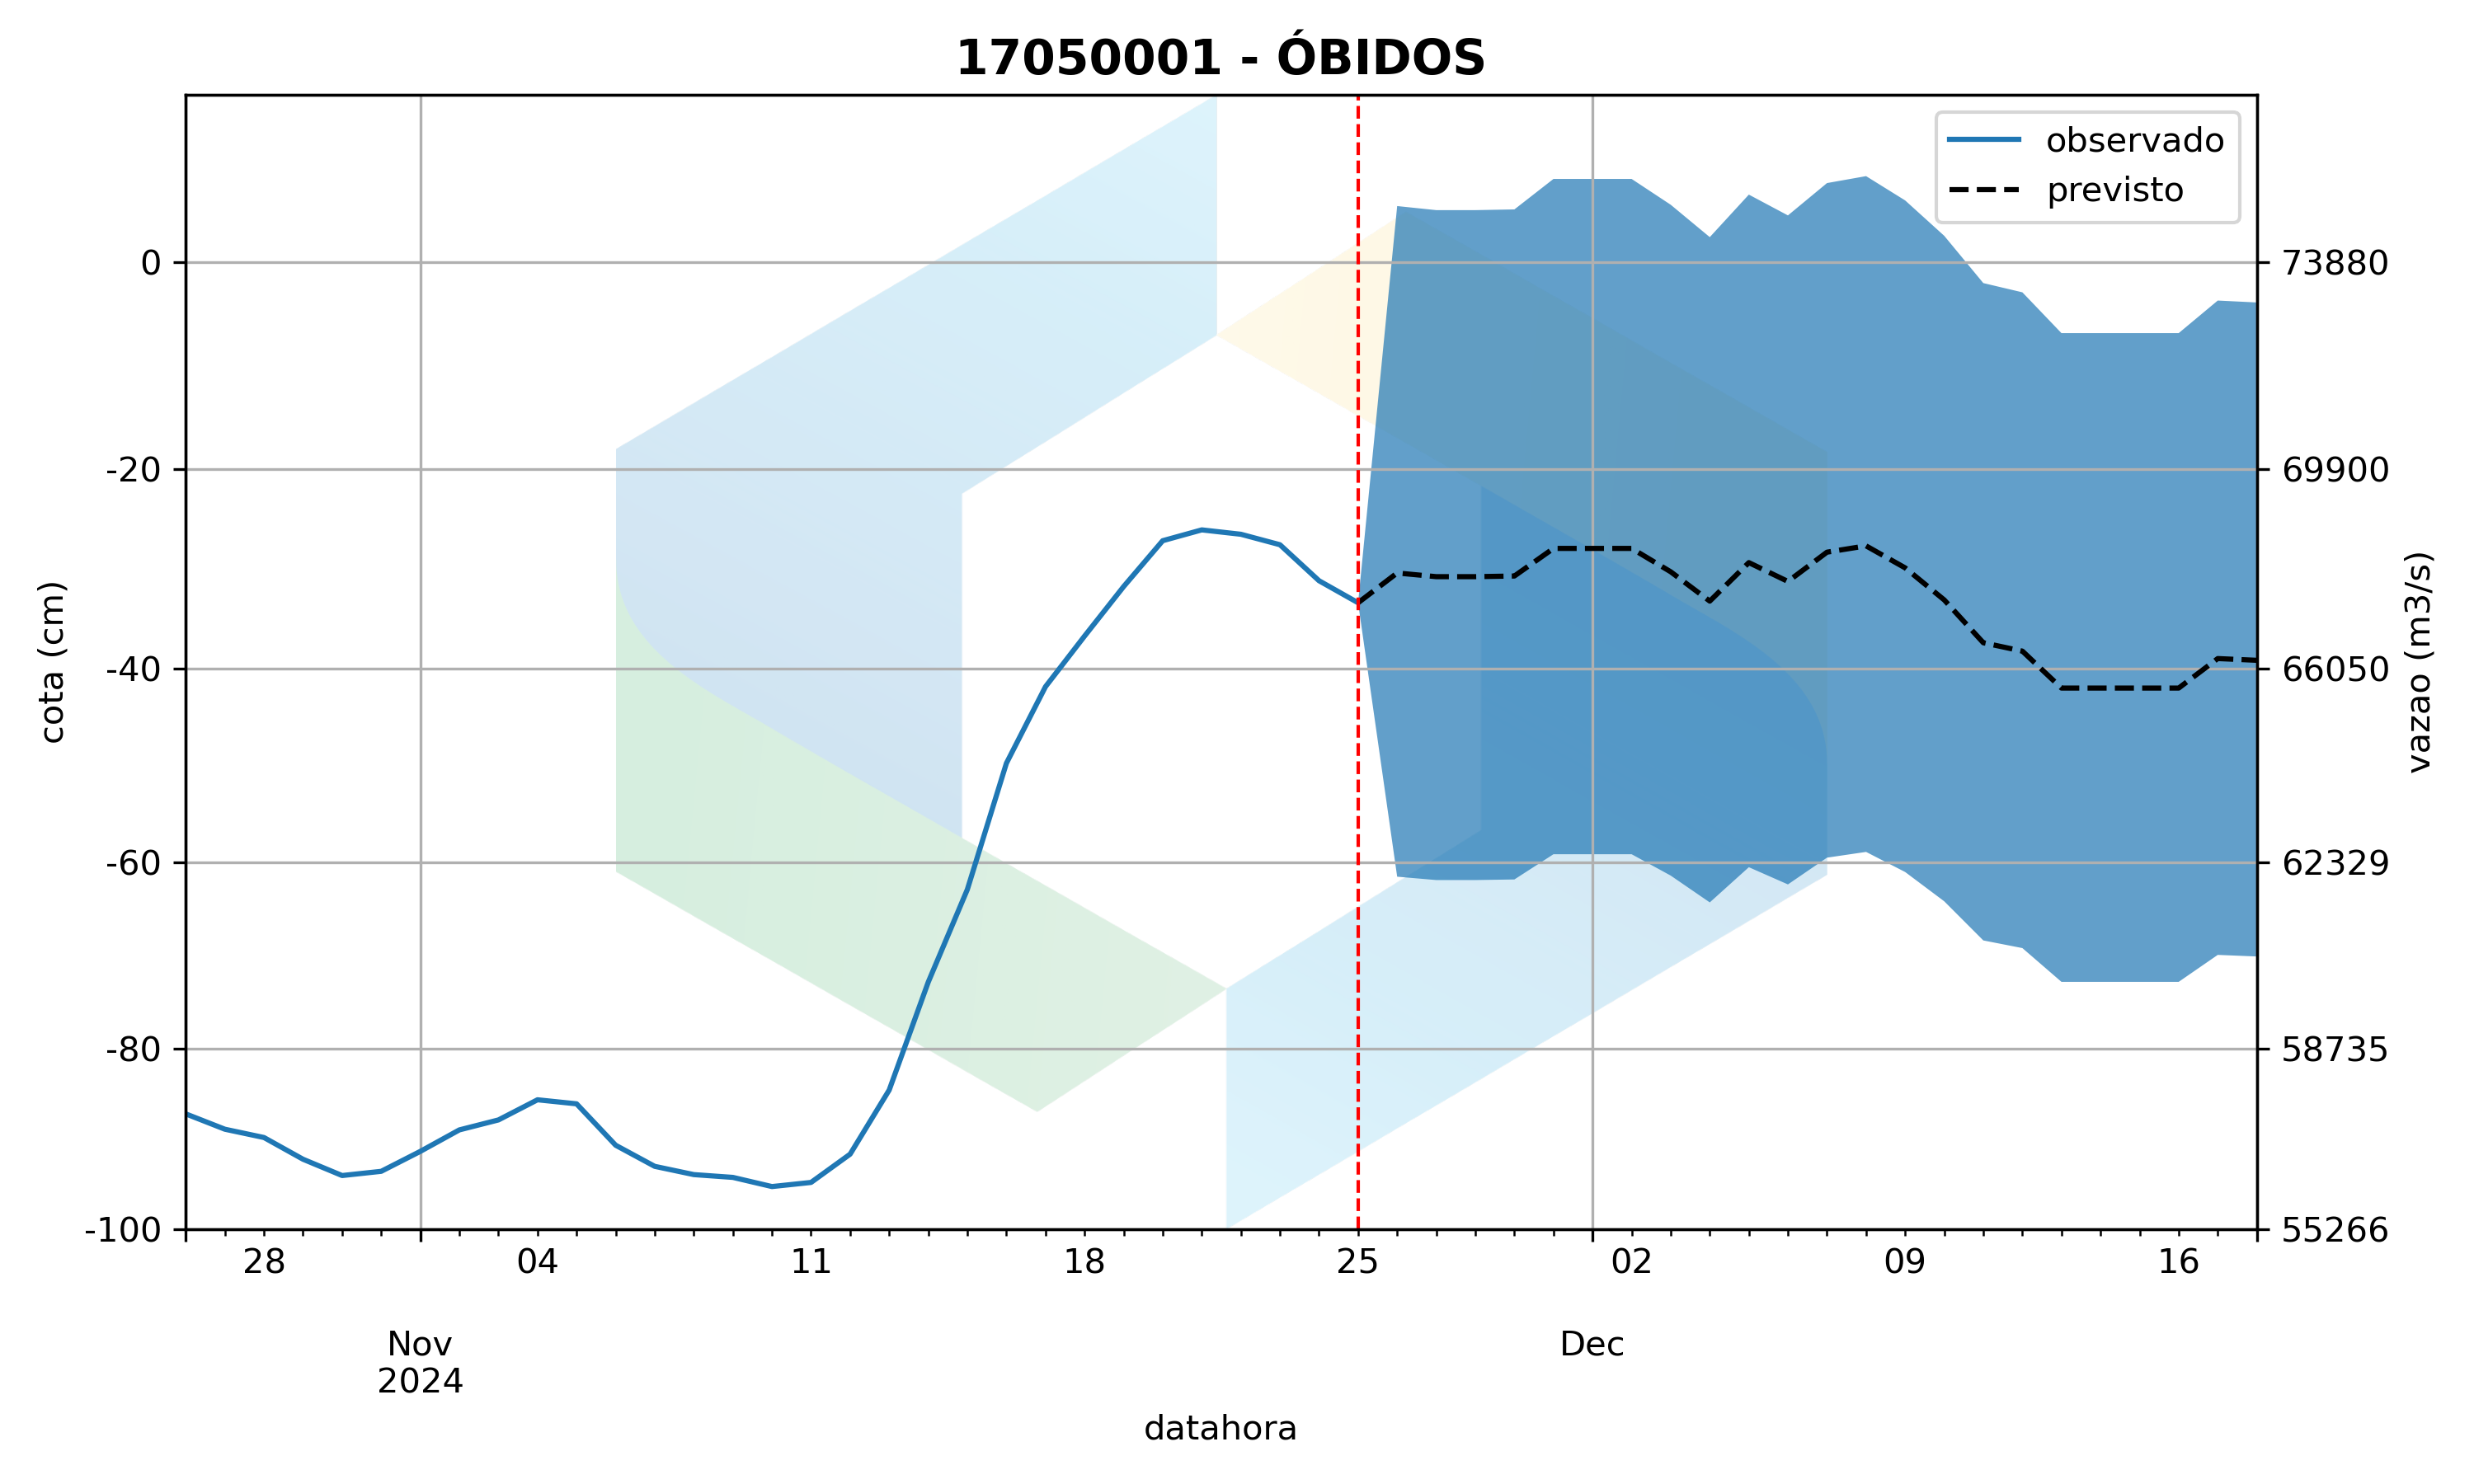 17050001 - ÓBIDOS
observado
previsto
cota (cm)
0
-20
-40
-60
-80
-100
73880
69900
66050
62329
58735
55266
vazao (m3/s)
28
04
11
18
25
02
09
16
Nov
2024
Dec
datahora